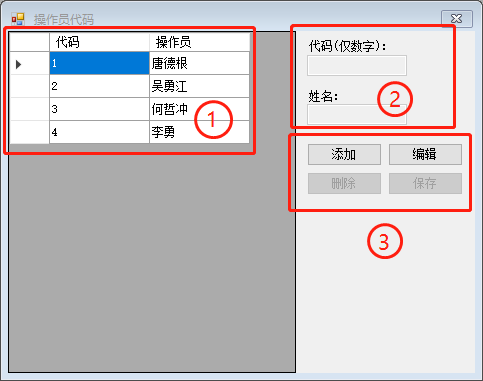 操作员代码
代码 操作员
1 唐德根
2 吴勇江
3 何哲冲
4 李勇
①
代码(仅数字):
姓名:
②
添加 编辑
删除 保存
③